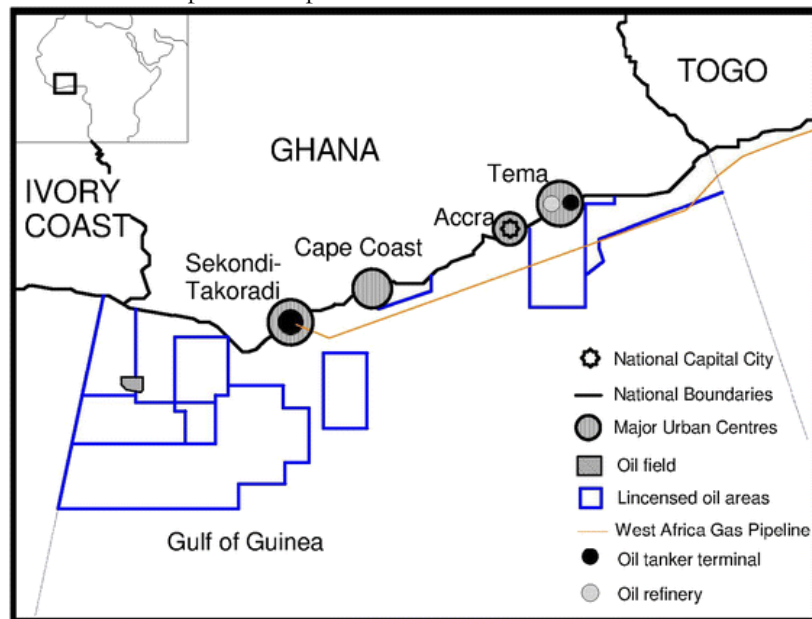 TOGO
GHANA
IVORY
COAST
Tema
Accra
Cape Coast
Sekondi-
Takoradi
National Capital City
National Boundaries
Major Urban Centres
Oil field
Lincensed oil areas
West Africa Gas Pipeline
Oil tanker terminal
Oil refinery
Gulf of Guinea